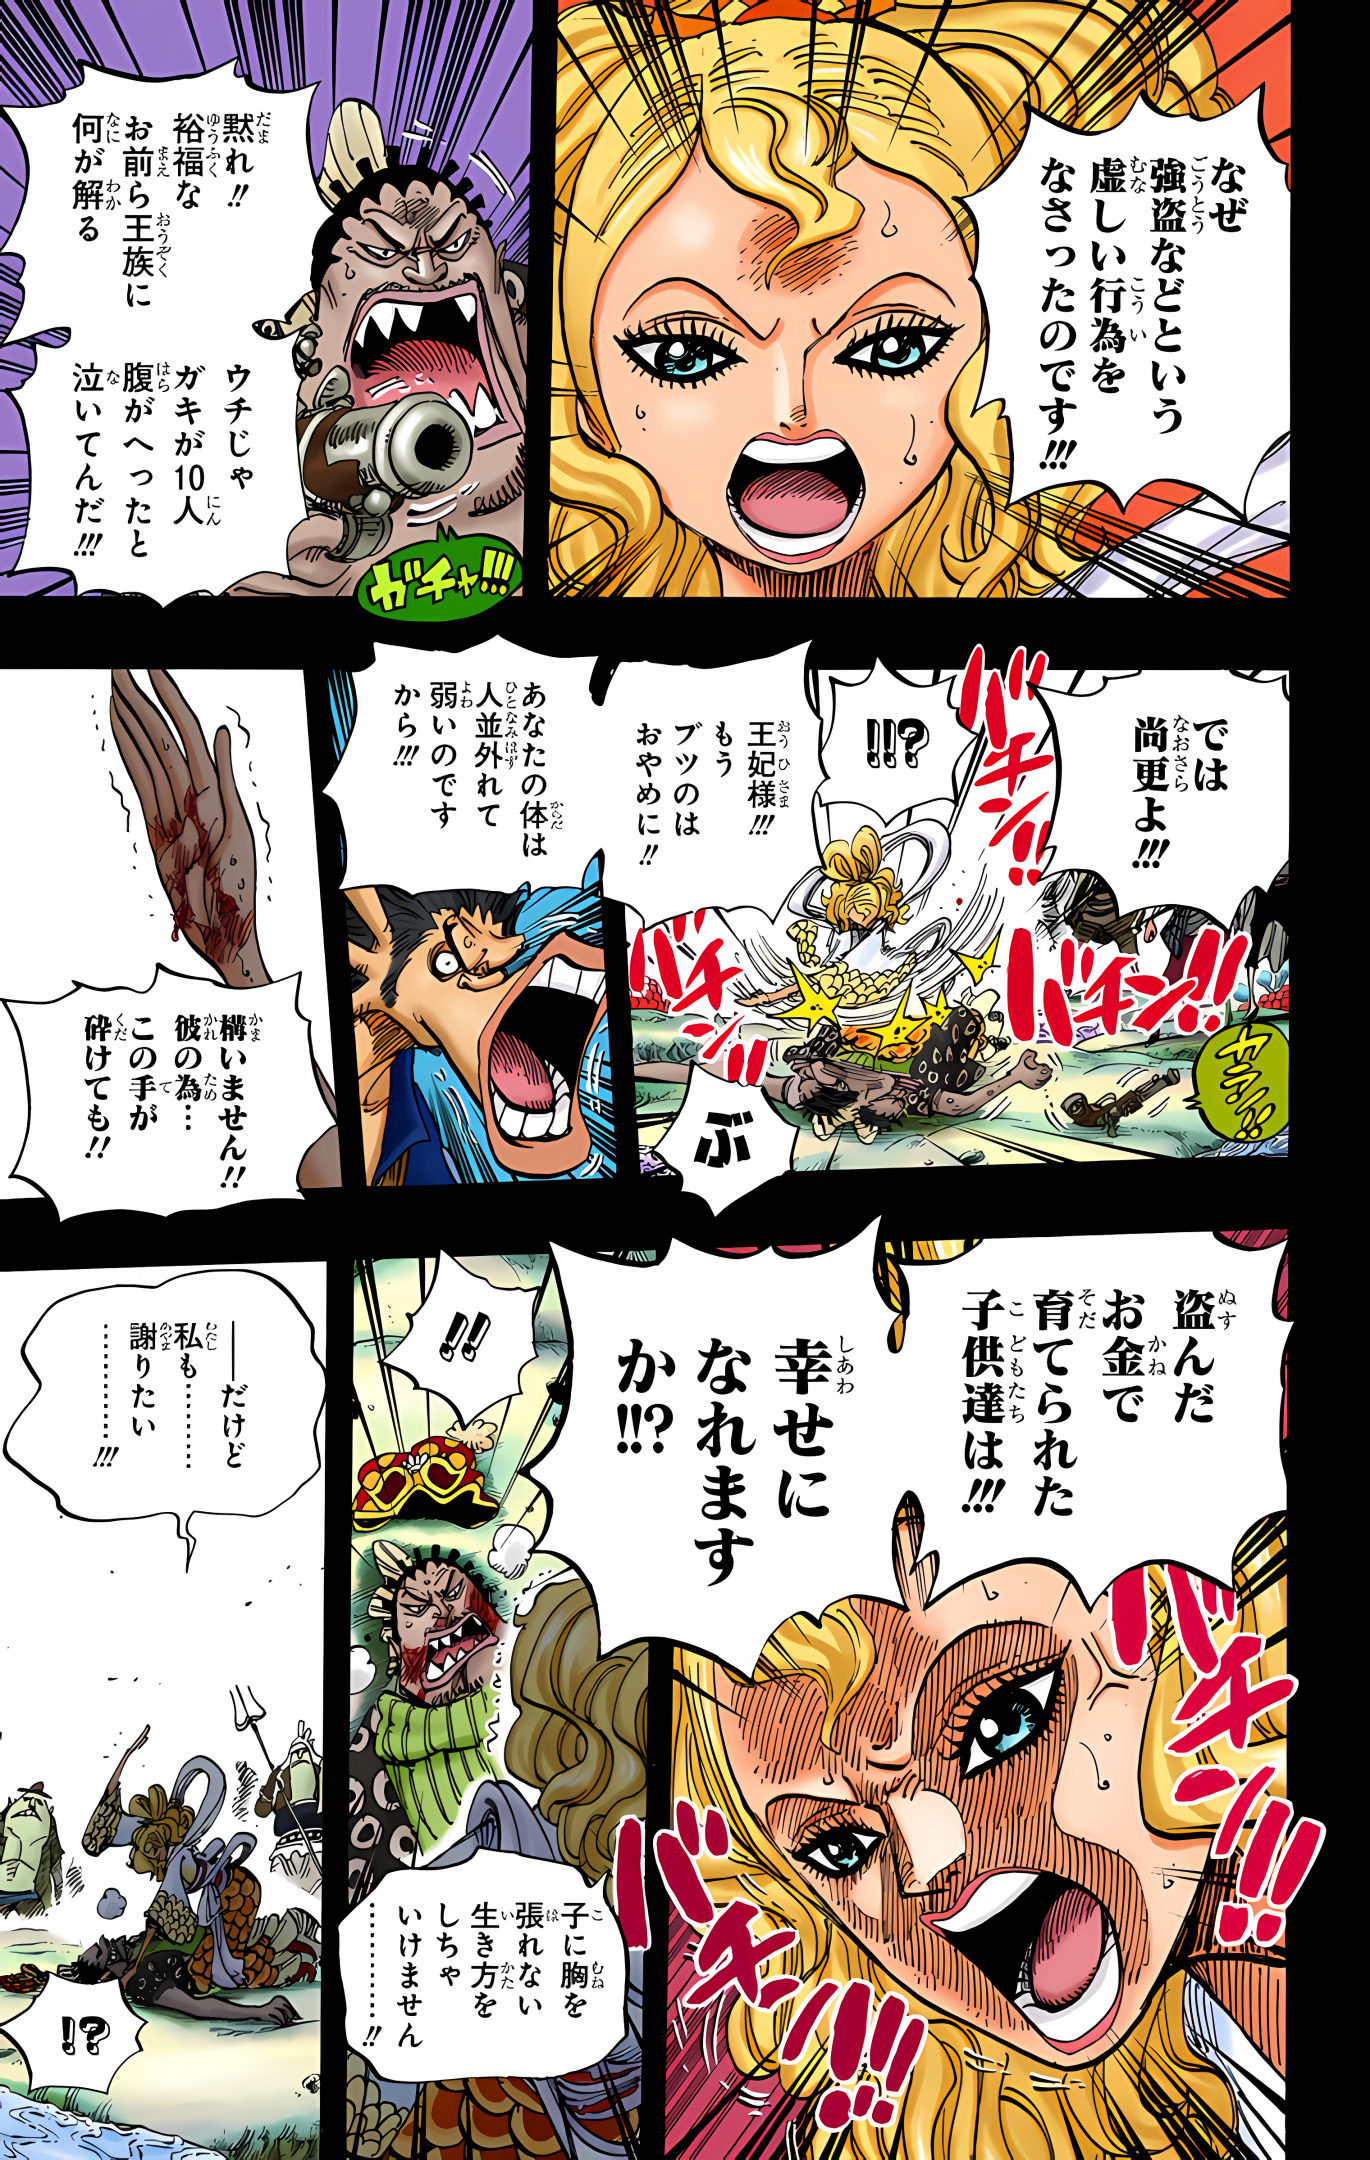 なぜ
強盗などという
虚しい行為を
なさったのです!!!
黙れ!!
裕福な
お前ら王族に
何が解る
ウチじゃ
ガキが10人
腹がへったと
泣いてんだ!!!
ガチャ!!!
では
尚更よ!!!
バチン!!
!!?
バチン!!
バチン!!
ガラァン!!
ぶ
王妃様!!!
もう
ブツのは
おやめに!!
あなたの体は
人並外れて
弱いのです
から!!!
構いません!!
彼の為…
この手が
砕けても!!
盗んだ
お金で
育てられた
子供達は!!!
幸せに
なれます
か!!?
バチン!!!
バチン!!!
!!
子に胸を
張れない
生き方を
しちゃ
いけません
………!!
──だけど
私も………
謝りたい
…………!!!
!?